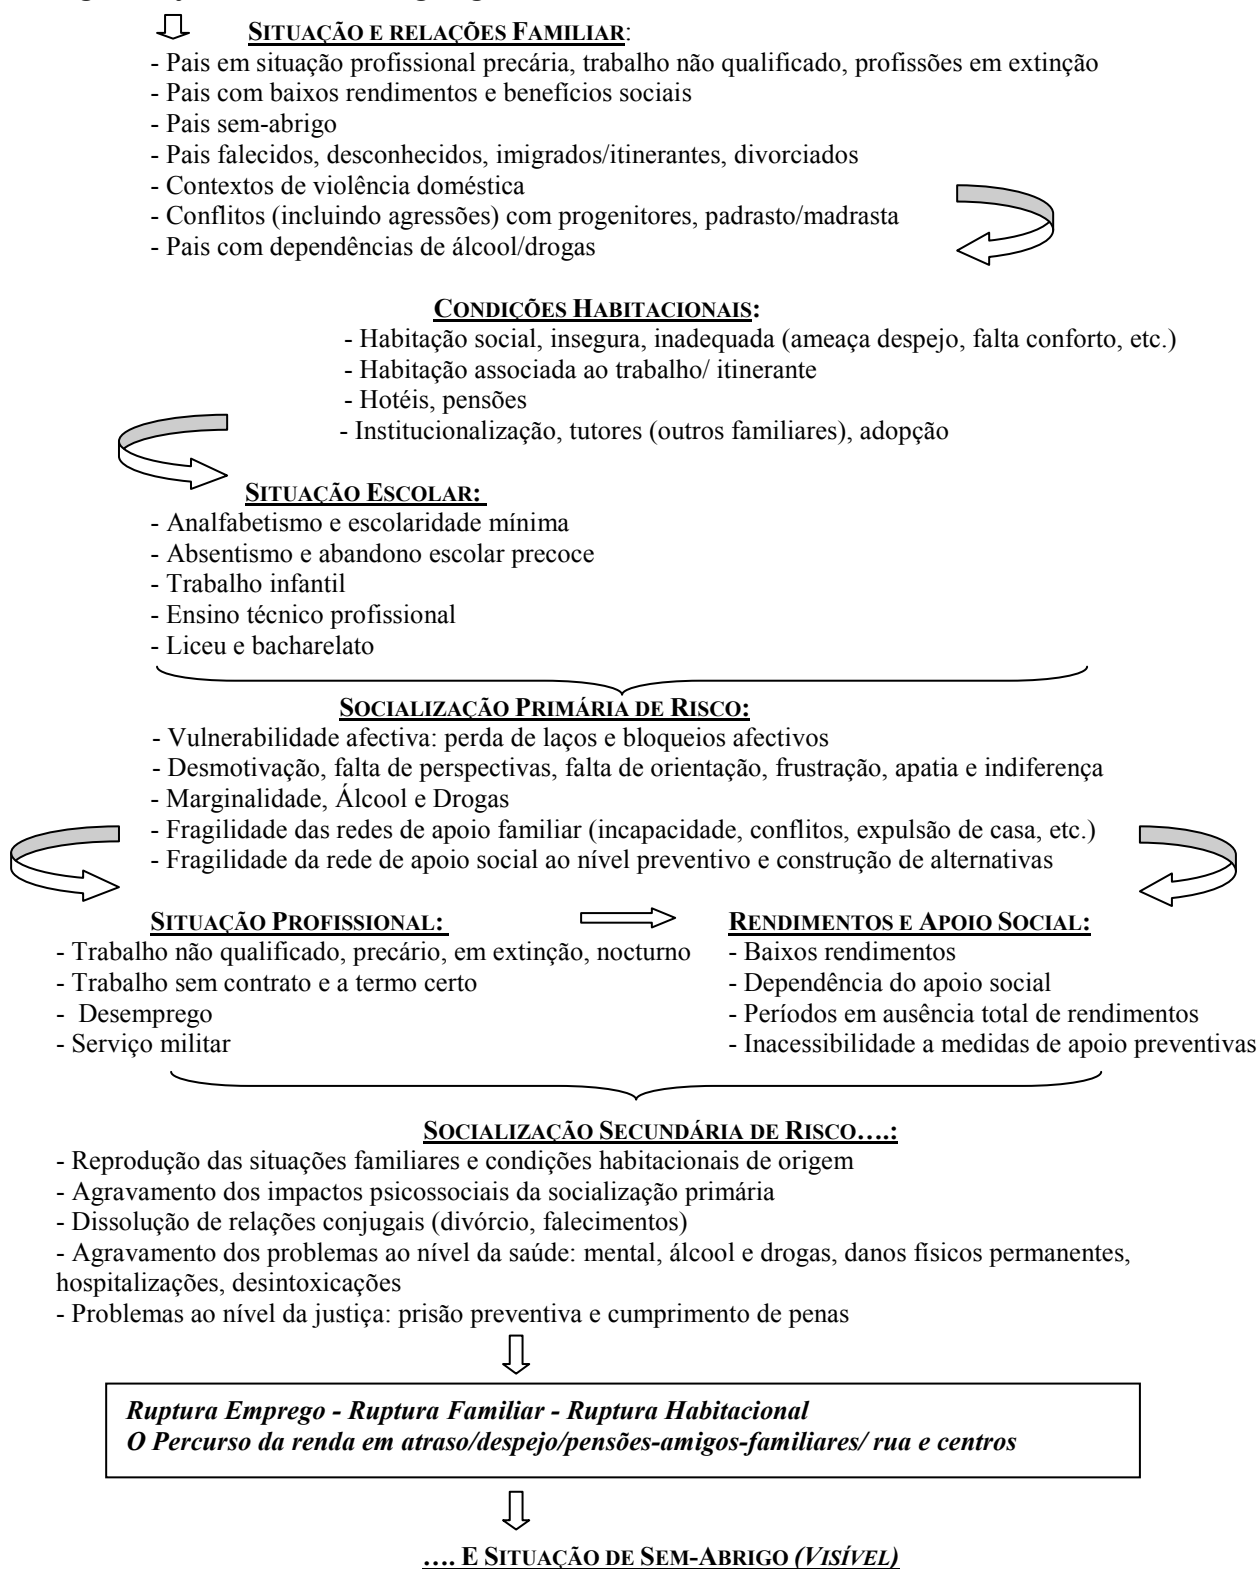 SITUAÇÃO E RELAÇÕES FAMILIAR:
- Pais em situação profissional precária, trabalho não qualificado, profissões em extinção
- Pais com baixos rendimentos e benefícios sociais
- Pais sem-abrigo
- Pais falecidos, desconhecidos, imigrados/itinerantes, divorciados
- Contextos de violência doméstica
- Conflitos (incluindo agressões) com progenitores, padrasto/madrasta
- Pais com dependências de álcool/drogas
CONDIÇÕES HABITACIONAIS:
- Habitação social, insegura, inadequada (ameaça despejo, falta conforto, etc.)
- Habitação associada ao trabalho/ itinerante
- Hotéis, pensões
- Institucionalização, tutores (outros familiares), adopção
SITUAÇÃO ESCOLAR:
- Analfabetismo e escolaridade mínima
- Absentismo e abandono escolar precoce
- Trabalho infantil
- Ensino técnico profissional
- Liceu e bacharelato
SOCIALIZAÇÃO PRIMÁRIA DE RISCO:
- Vulnerabilidade afectiva: perda de laços e bloqueios afectivos
- Desmotivação, falta de perspectivas, falta de orientação, frustração, apatia e indiferença
- Marginalidade, Álcool e Drogas
- Fragilidade das redes de apoio familiar (incapacidade, conflitos, expulsão de casa, etc.)
- Fragilidade da rede de apoio social ao nível preventivo e construção de alternativas
SITUAÇÃO PROFISSIONAL:
- Trabalho não qualificado, precário, em extinção, nocturno
- Trabalho sem contrato e a termo certo
- Desemprego
- Serviço militar
RENDIMENTOS E APOIO SOCIAL:
- Baixos rendimentos
- Dependência do apoio social
- Períodos em ausência total de rendimentos
- Inacessibilidade a medidas de apoio preventivas
SOCIALIZAÇÃO SECUNDÁRIA DE RISCO….:
- Reprodução das situações familiares e condições habitacionais de origem
- Agravamento dos impactos psicossociais da socialização primária
- Dissolução de relações conjugais (divórcio, falecimentos)
- Agravamento dos problemas ao nível da saúde: mental, álcool e drogas, danos físicos permanentes,
hospitalizações, desintoxicações
- Problemas ao nível da justiça: prisão preventiva e cumprimento de penas
Ruptura Emprego - Ruptura Familiar - Ruptura Habitacional
O Percurso da renda em atraso/despejo/pensões-amigos-familiares/ rua e centros
…. E SITUAÇÃO DE SEM-ABRIGO (VISÍVEL)